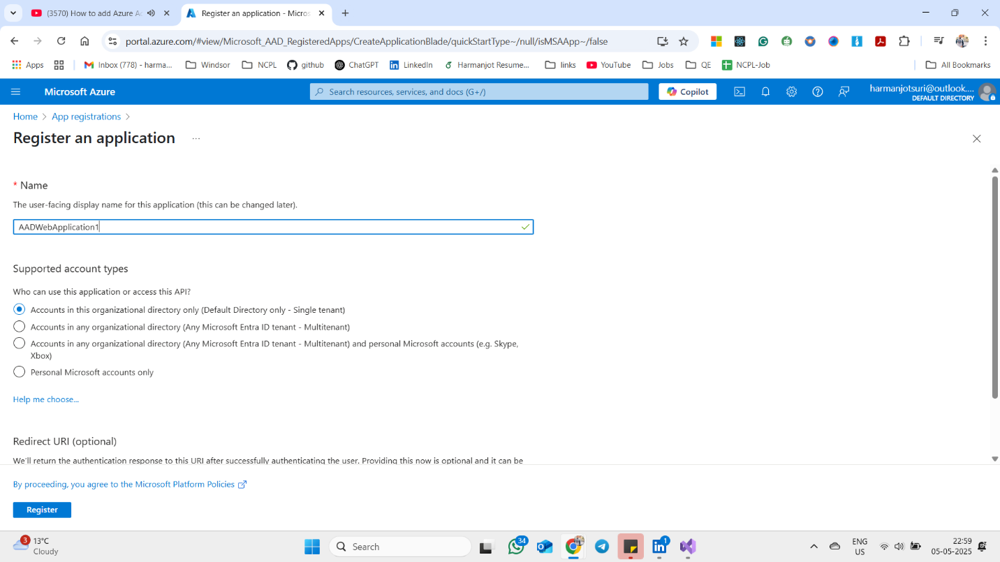 (3570) How to add Azure Ac
Register an application - Micros
portal.azure.com/#view/Microsoft_AAD_RegisteredApps/CreateApplicationBlade/quickStartType~/null/isMSAApp~/false
Apps
Inbox (778) - harma...
Windsor
NCPL
github
ChatGPT
LinkedIn
Harmanjot Resume...
links
YouTube
Jobs
QE
NCPL-Job
All Bookmarks
Microsoft Azure
Search resources, services, and docs (G+/)
Copilot
harmanjotsuri@outlook....
DEFAULT DIRECTORY
Home > App registrations >
Register an application ...
* Name
The user-facing display name for this application (this can be changed later).
AADWebApplication1
Supported account types
Who can use this application or access this API?
Accounts in this organizational directory only (Default Directory only - Single tenant)
Accounts in any organizational directory (Any Microsoft Entra ID tenant - Multitenant)
Accounts in any organizational directory (Any Microsoft Entra ID tenant - Multitenant) and personal Microsoft accounts (e.g. Skype,
Xbox)
Personal Microsoft accounts only
Help me choose...
Redirect URI (optional)
We'll return the authentication response to this URI after successfully authenticating the user. Providing this now is optional and it can be
By proceeding, you agree to the Microsoft Platform Policies
Register
3
13°C
Cloudy
Search
34
1
ENG
US
22:59
05-05-2025